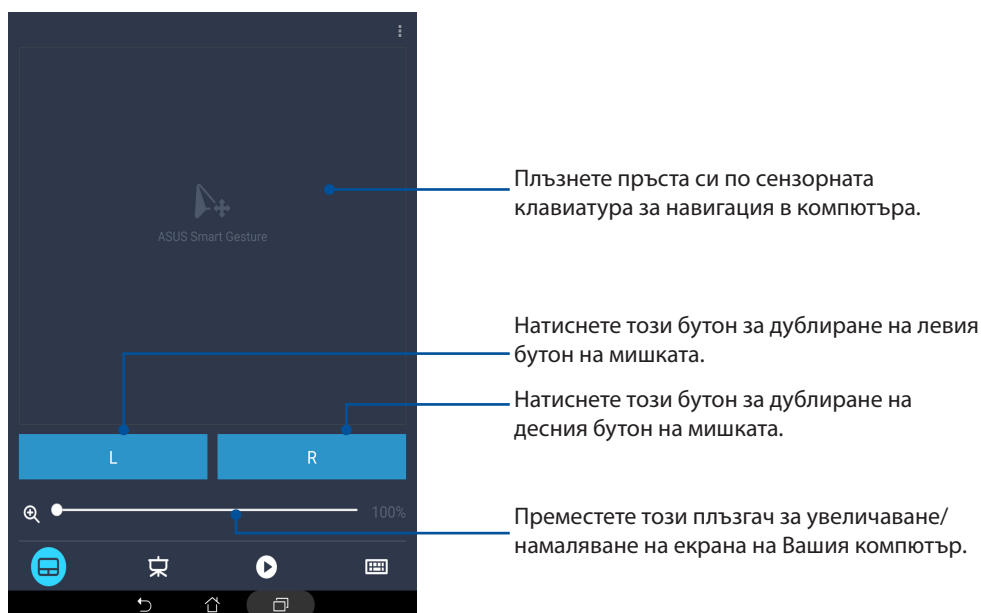 Плъзнете пръста си по сензорната
клавиатура за навигация в компютъра.
ASUS Smart Gesture
Натиснете този бутон за дублиране на левия
бутон на мишката.
Натиснете този бутон за дублиране на
десния бутон на мишката.
L
R
100%
Преместете този плъзгач за увеличаване/
намаляване на екрана на Вашия компютър.